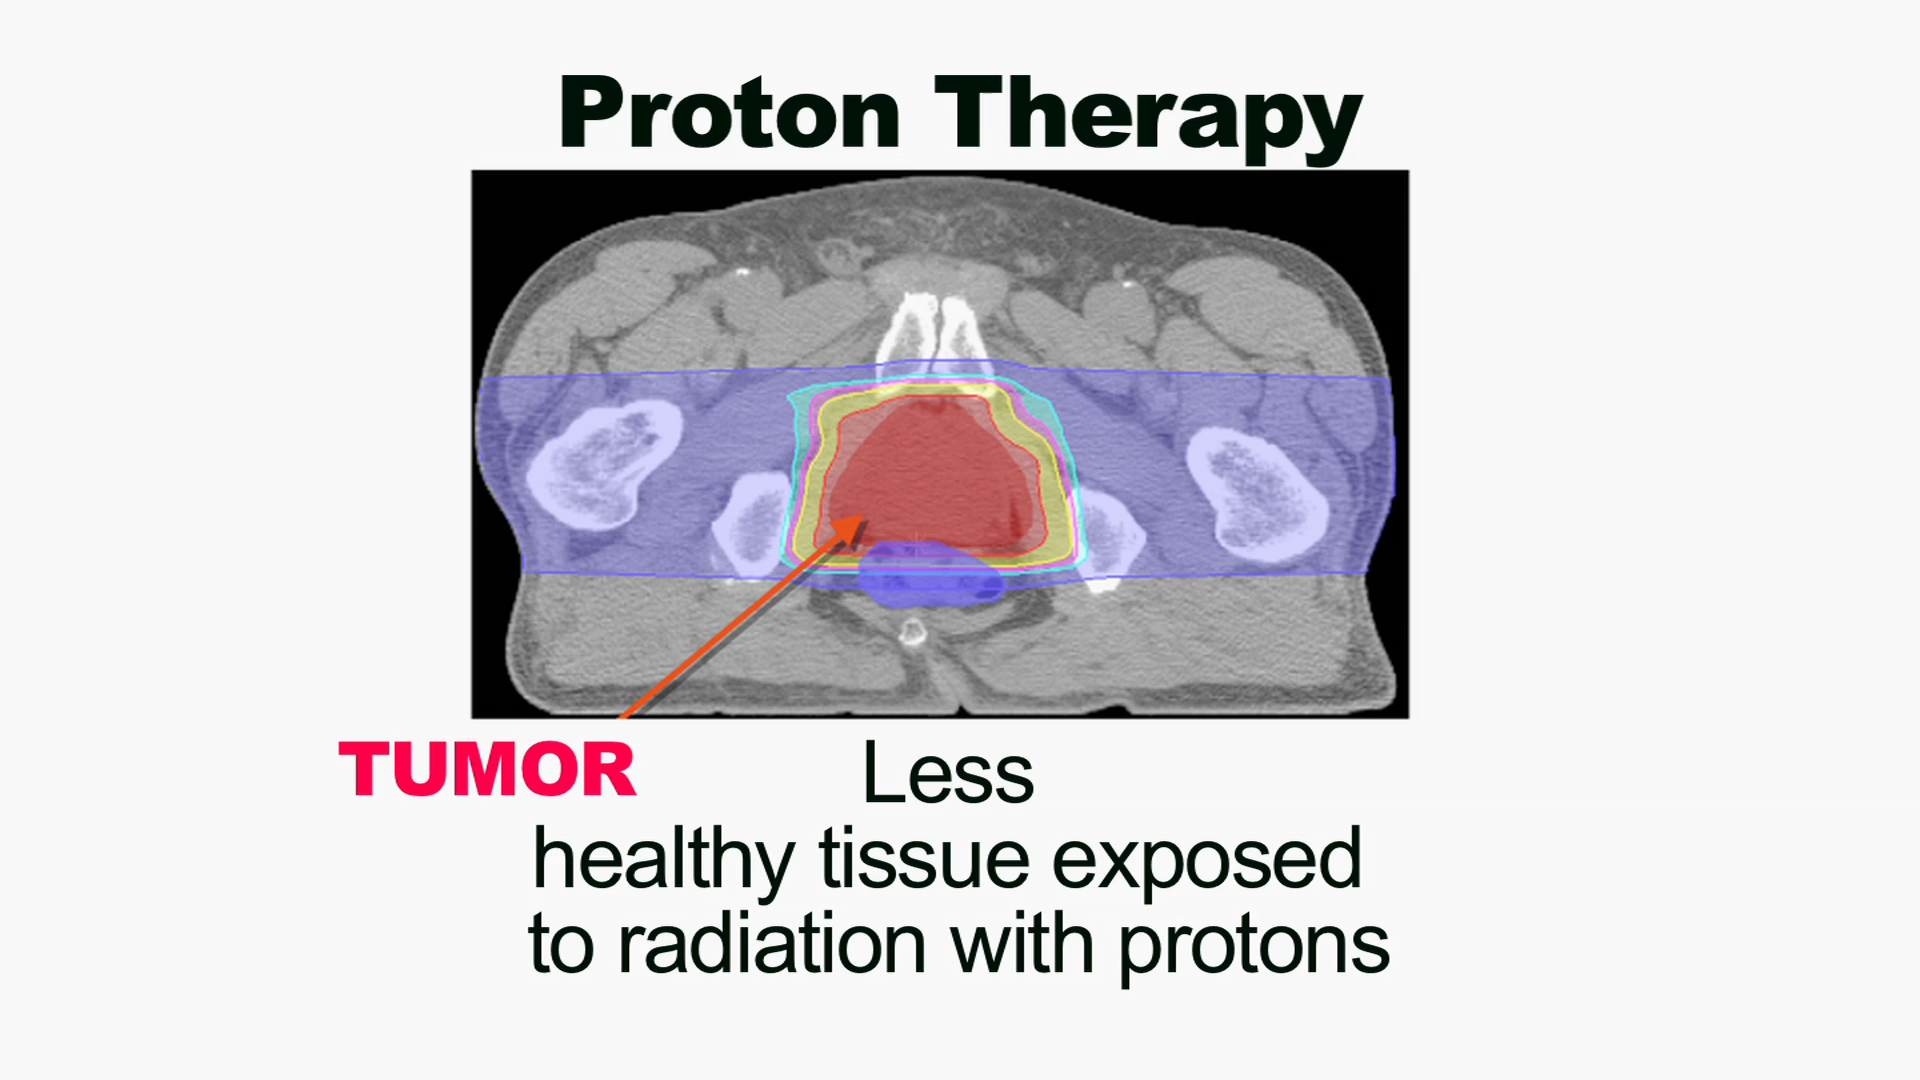 Proton Therapy
TUMOR
Less
healthy tissue exposed
to radiation with protons